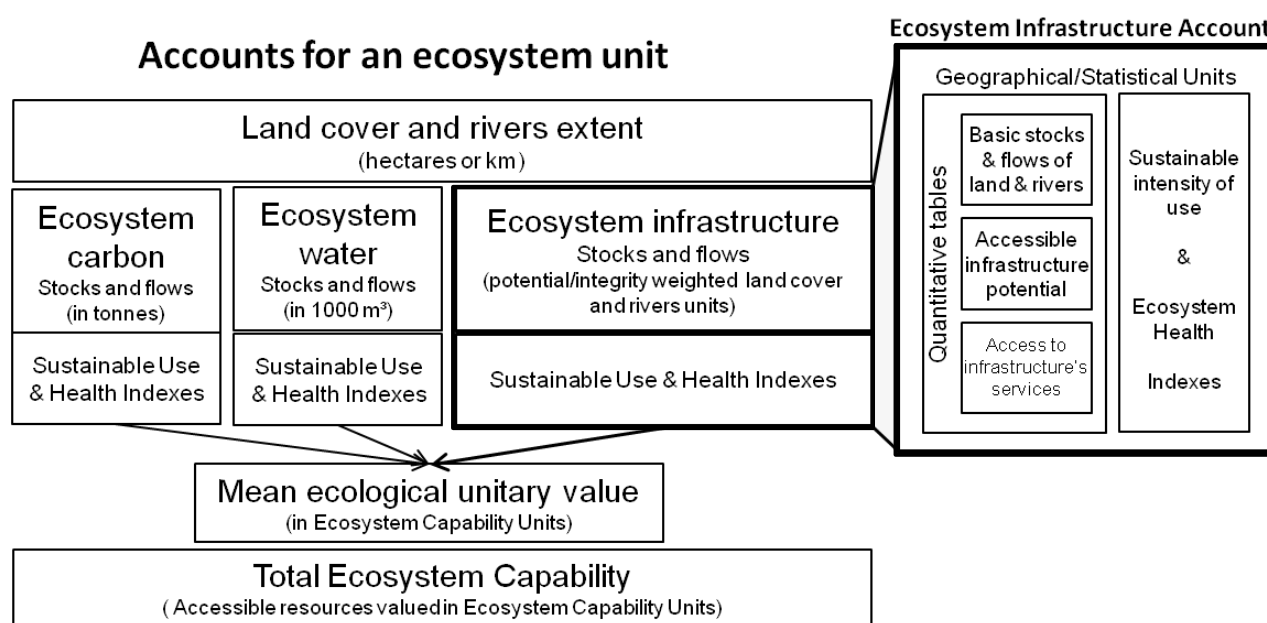 Accounts for an ecosystem unit
Land cover and rivers extent
(hectares or km)
Ecosystem
carbon
Stocks and flows
(in tonnes)
Sustainable Use
& Health Indexes
Ecosystem
water
Stocks and flows
(in 1000 m³)
Sustainable Use
& Health Indexes
Ecosystem infrastructure
Stocks and flows
(potential/integrity weighted land cover
and rivers units)
Sustainable Use & Health Indexes
Mean ecological unitary value
(in Ecosystem Capability Units)
Total Ecosystem Capability
( Accessible resources valued in Ecosystem Capability Units)
Ecosystem Infrastructure Account
Geographical/Statistical Units
Quantitative tables
Basic stocks
& flows of
land & rivers
Accessible
infrastructure
potential
Access to
infrastructure's
services
Sustainable
intensity of
use
&
Ecosystem
Health
Indexes